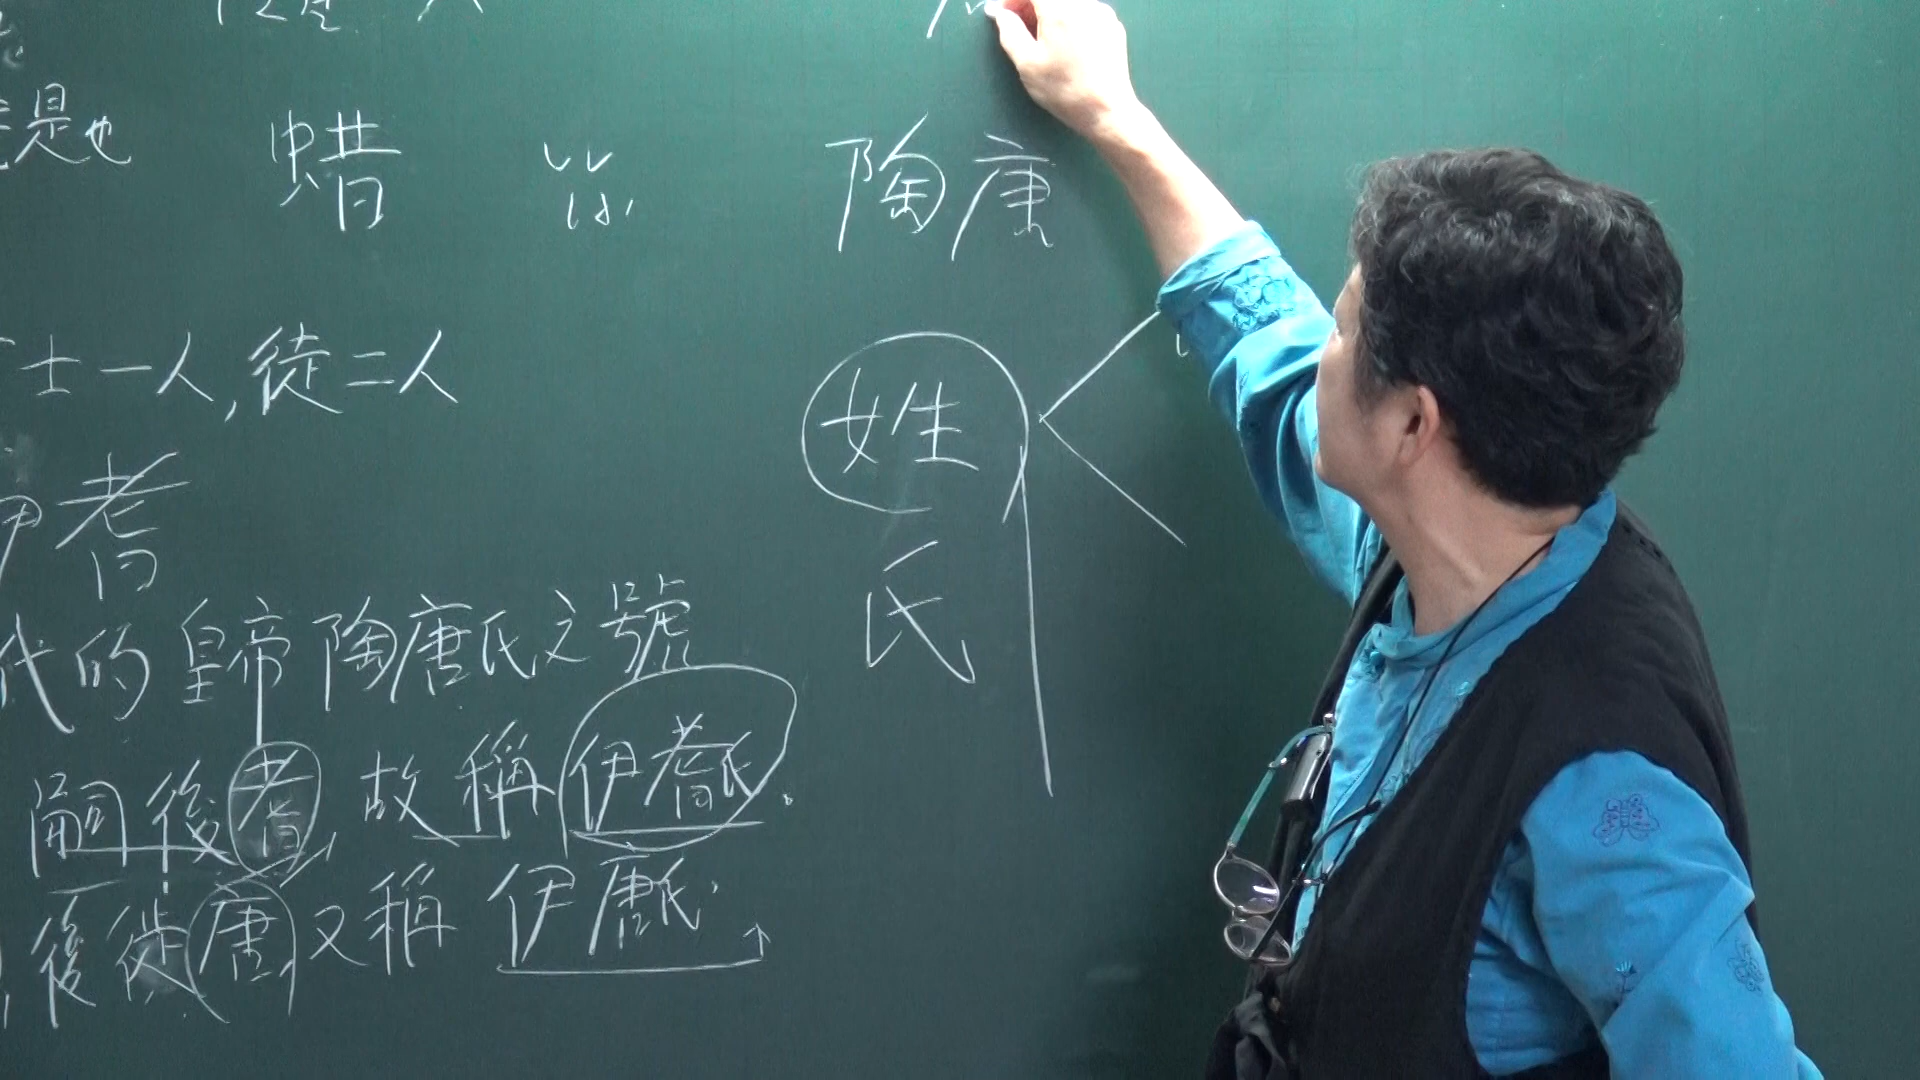 是也 蜡
陶唐
士一人,徒二人
姓
伊耆
氏
代的皇帝陶唐氏之號
嗣後耆,故稱伊耆氏.
後徙唐,又稱伊唐氏.